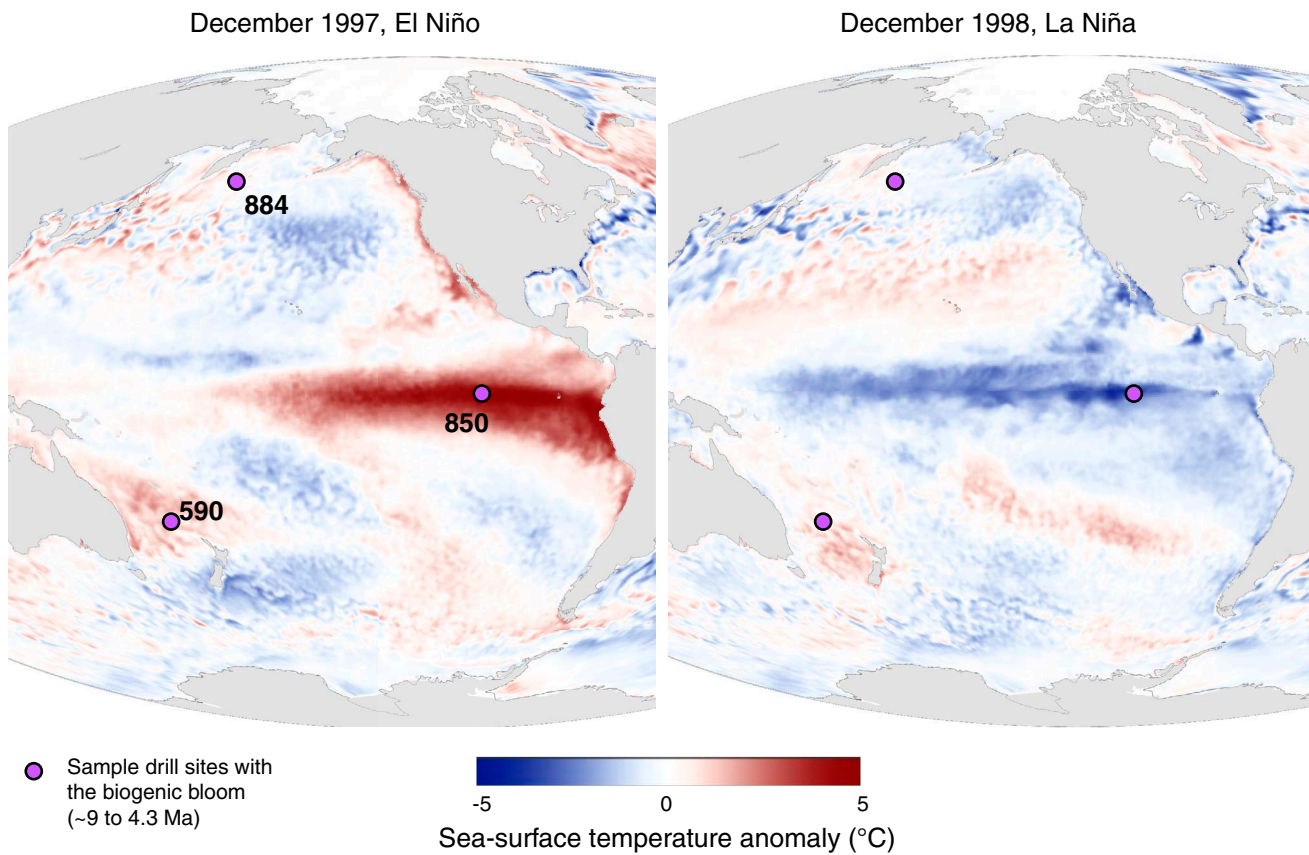 December 1997, El Niño
December 1998, La Niña
884
850
590
Sample drill sites with
the biogenic bloom
(~9 to 4.3 Ma)
-5
0
5
Sea-surface temperature anomaly (°C)